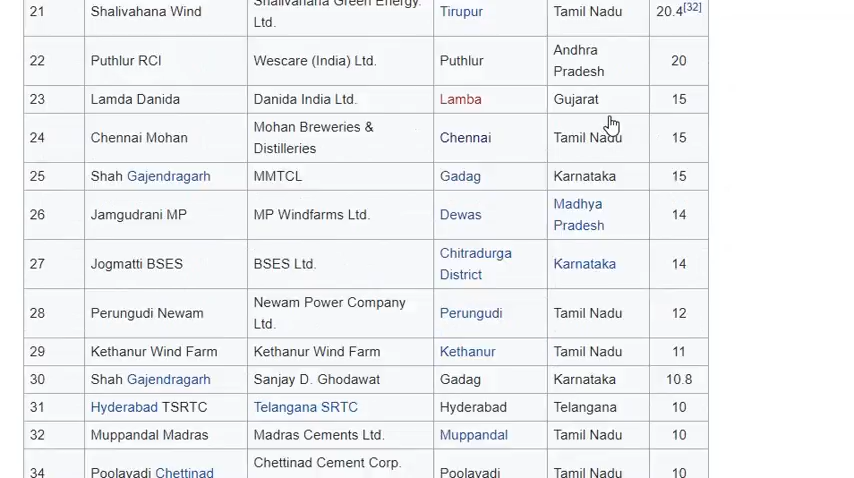 Shalivahana Green Energy.
21 Shalivahana Wind Tirupur Tamil Nadu 20.4[32]
Ltd.
Andhra
22 Puthlur RCI Wescare (India) Ltd. Puthlur 20
Pradesh
23 Lamda Danida Danida India Ltd. Lamba Gujarat 15
Mohan Breweries &
24 Chennai Mohan Chennai Tamil Nadu 15
Distilleries
25 Shah Gajendragarh MMTCL Gadag Karnataka 15
Madhya
26 Jamgudrani MP MP Windfarms Ltd. Dewas 14
Pradesh
Chitradurga
27 Jogmatti BSES BSES Ltd. Karnataka 14
District
Newam Power Company
28 Perungudi Newam Perungudi Tamil Nadu 12
Ltd.
29 Kethanur Wind Farm Kethanur Wind Farm Kethanur Tamil Nadu 11
30 Shah Gajendragarh Sanjay D. Ghodawat Gadag Karnataka 10.8
31 Hyderabad TSRTC Telangana SRTC Hyderabad Telangana 10
32 Muppandal Madras Madras Cements Ltd. Muppandal Tamil Nadu 10
Chettinad Cement Corp.
34 Poolavadi Chettinad Poolavadi Tamil Nadu 10